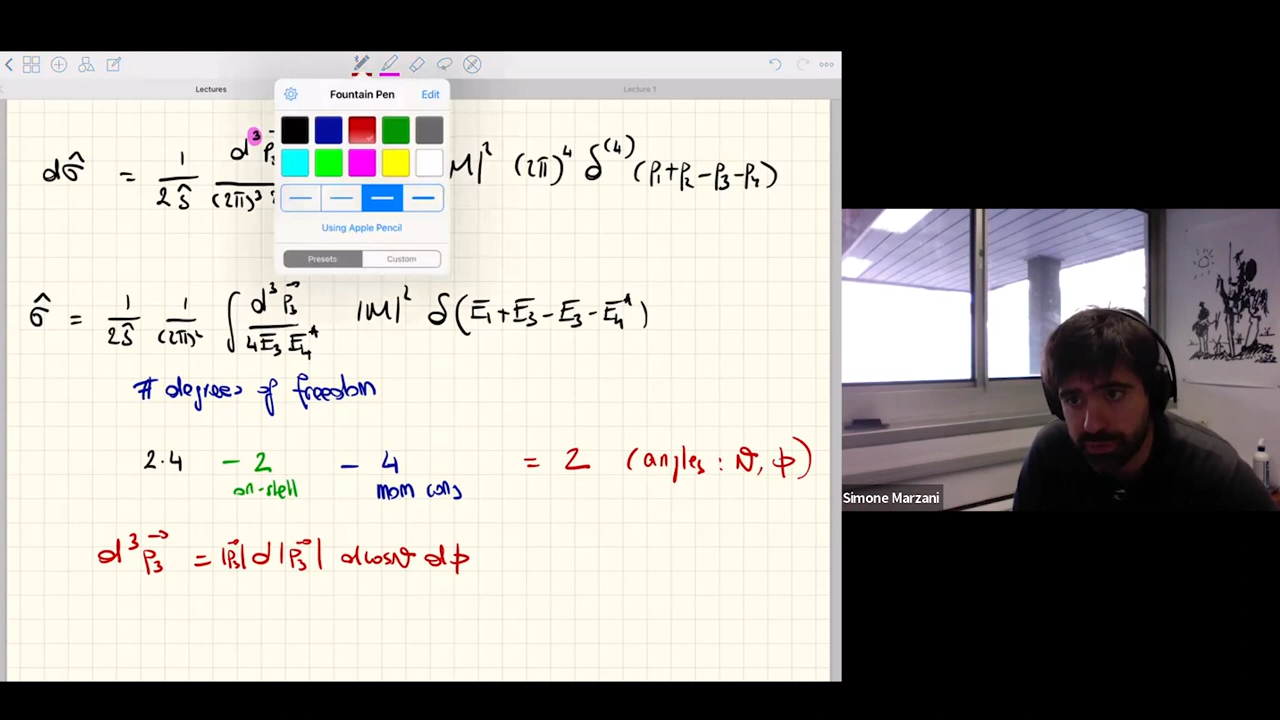 Lectures
Lecture 1
Fountain Pen
Edit
Using Apple Pencil
Presets
Custom
dσ̂ = 1/2ŝ d³p⃗₃/(2π)³ M|² (2π)⁴ δ⁽⁴⁾ (p₁+p₂-p₃-p₄)
σ̂ = 1/2ŝ 1/(2π)² ∫ d³p⃗₃/4E₃E₄* |M|² δ(E₁+E₃-E₃-E₄*)
# degrees of freedom
2·4 - 2 - 4 = 2 (angles: ϑ, ϕ)
on-shell mom cons
d³p⃗₃ = |p⃗₃| d|p⃗₃| dcosϑ dϕ
Simone Marzani